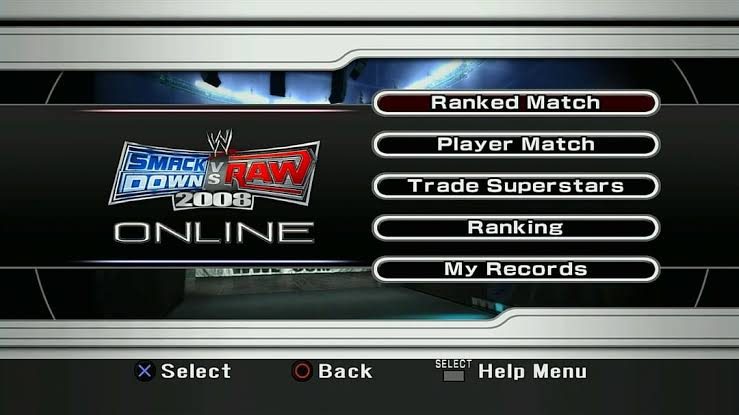 SMACK
DOWN VS RAW
2008
ONLINE
Ranked Match
Player Match
Trade Superstars
Ranking
My Records
Select
Back
SELECT
Help Menu